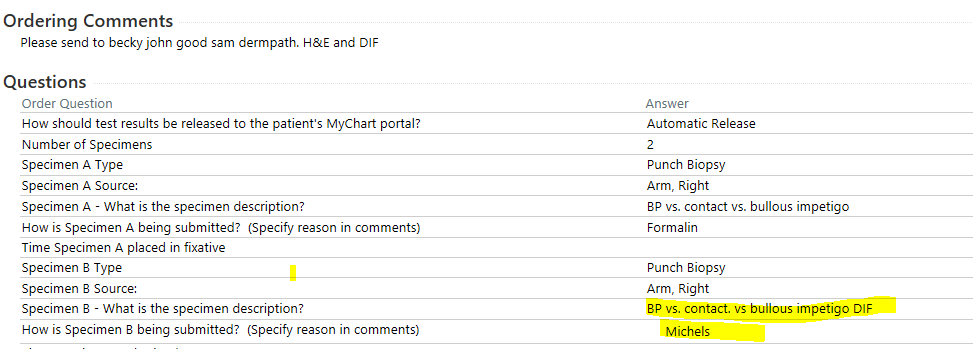 Ordering Comments
Please send to becky john good sam dermpath. H&E and DIF
Questions
Order Question Answer
How should test results be released to the patient's MyChart portal? Automatic Release
Number of Specimens 2
Specimen A Type Punch Biopsy
Specimen A Source: Arm, Right
Specimen A - What is the specimen description? BP vs. contact vs. bullous impetigo
How is Specimen A being submitted? (Specify reason in comments) Formalin
Time Specimen A placed in fixative
Specimen B Type Punch Biopsy
Specimen B Source: Arm, Right
Specimen B - What is the specimen description? BP vs. contact. vs bullous impetigo DIF
How is Specimen B being submitted? (Specify reason in comments) Michels